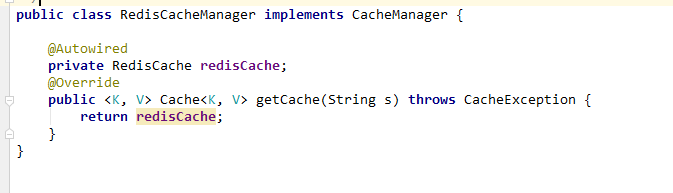 public class RedisCacheManager implements CacheManager {
@Autowired
private RedisCache redisCache;
@Override
public <K, V> Cache<K, V> getCache(String s) throws CacheException {
return redisCache;
}
}